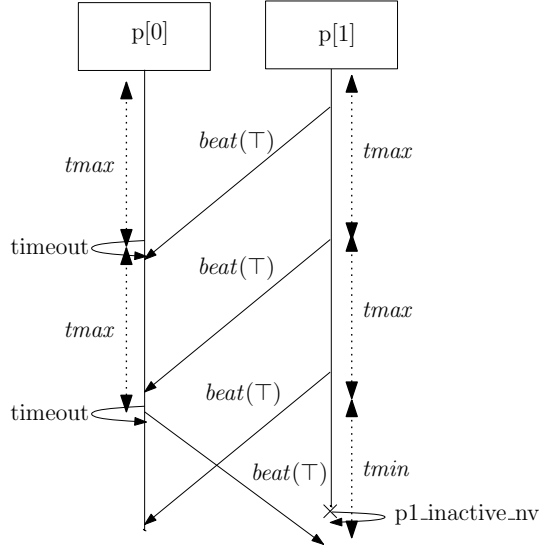 p[0]
p[1]
beat(⊤)
tmax
tmax
timeout
beat(⊤)
tmax
tmax
beat(⊤)
timeout
beat(⊤)
tmin
p1_inactive_nv